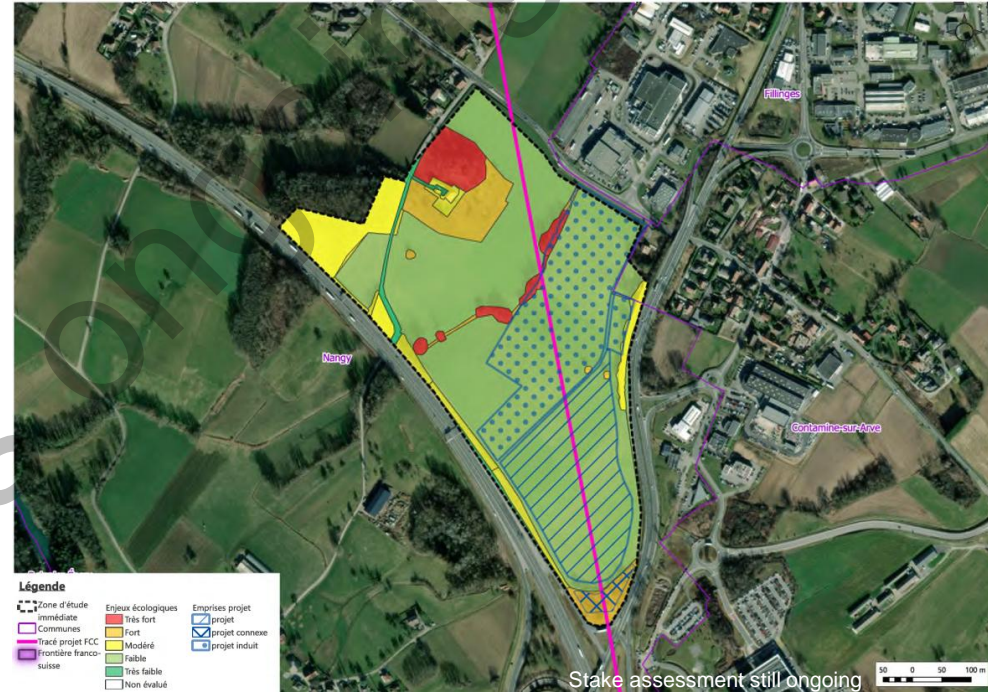 Fillinges
Nangy
Contamine-sur-Arve
Légende
Zone d'étude
immédiate
Communes
Tracé projet FCC
Frontière franco-
suisse
Enjeux écologiques
Très fort
Fort
Modéré
Faible
Très faible
Non évalué
Emprises projet
projet
projet connexe
projet induit
Stake assessment still ongoing
50 0 50 100 m